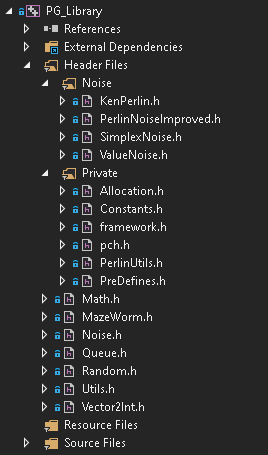 PG_Library
References
External Dependencies
Header Files
Noise
KenPerlin.h
PerlinNoiseImproved.h
SimplexNoise.h
ValueNoise.h
Private
Allocation.h
Constants.h
framework.h
pch.h
PerlinUtils.h
PreDefines.h
Math.h
MazeWorm.h
Noise.h
Queue.h
Random.h
Utils.h
Vector2Int.h
Resource Files
Source Files